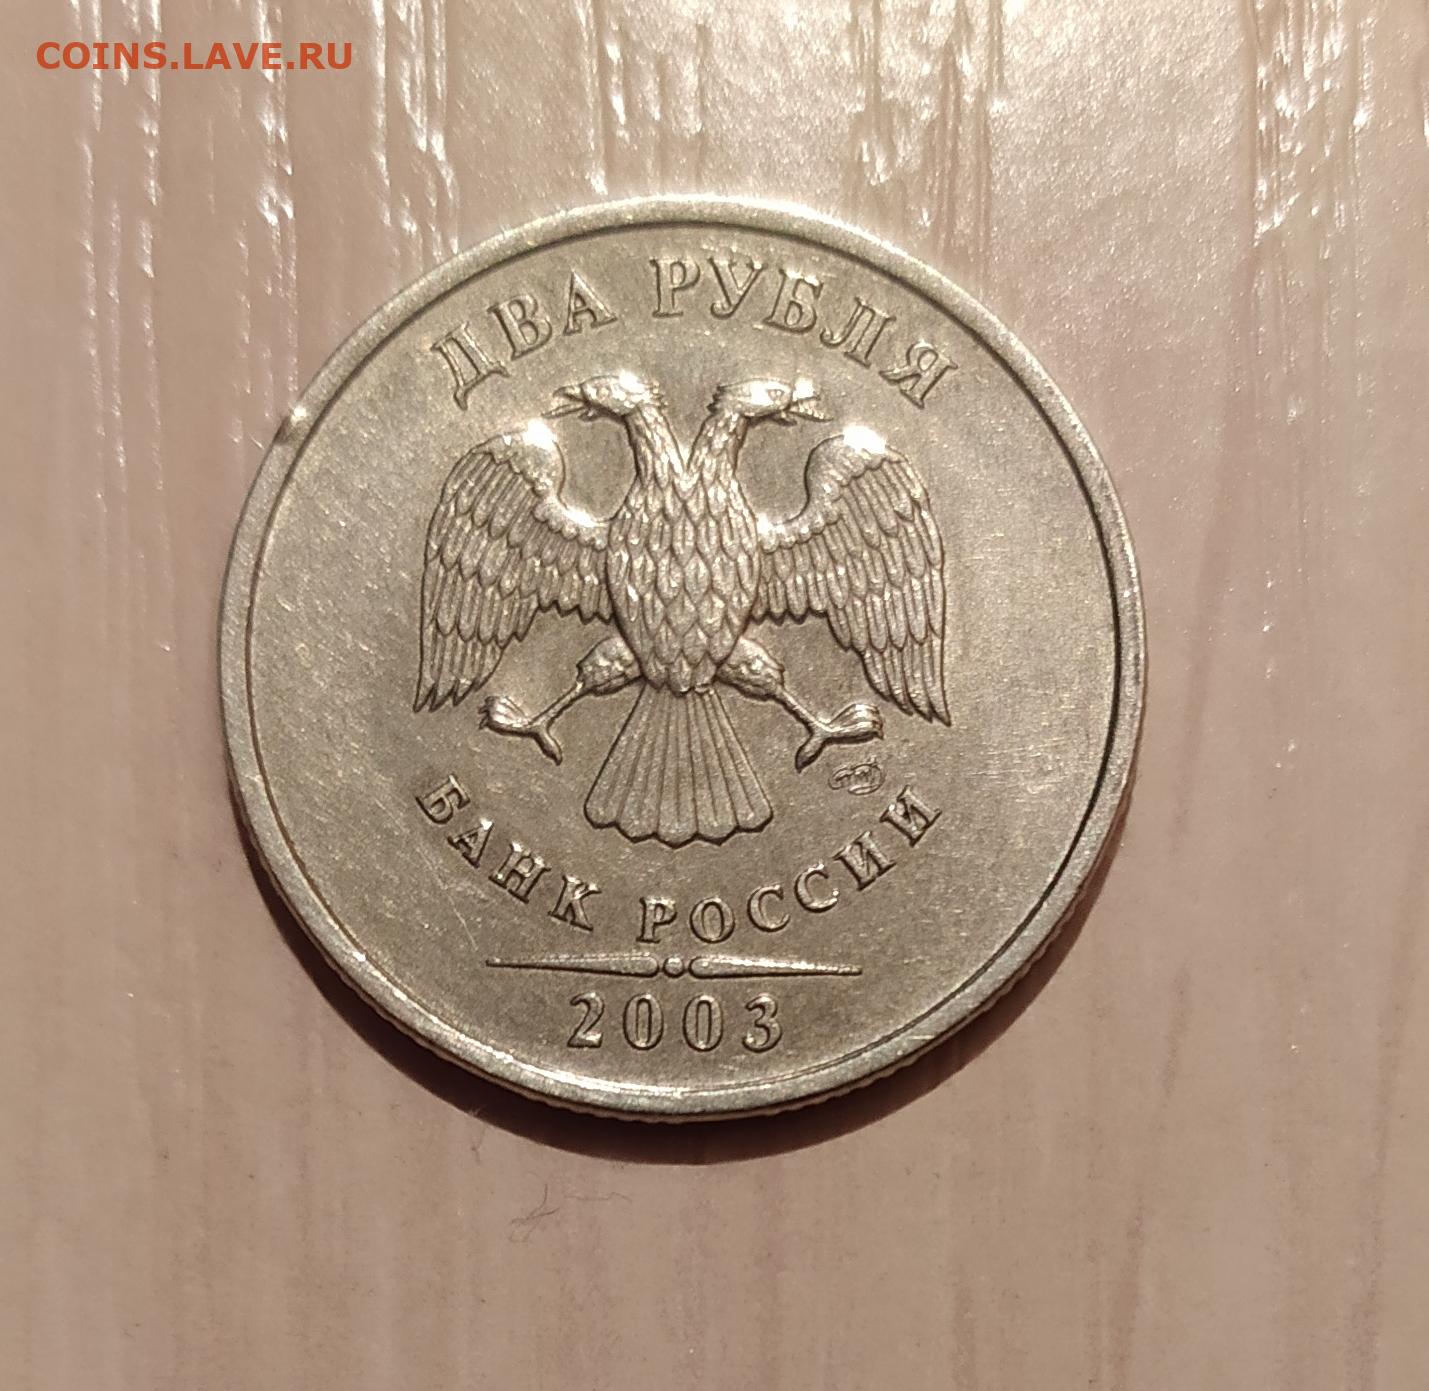 COINS.LAVE.RU
ДВА РУБЛЯ
БАНК РОССИИ
2003